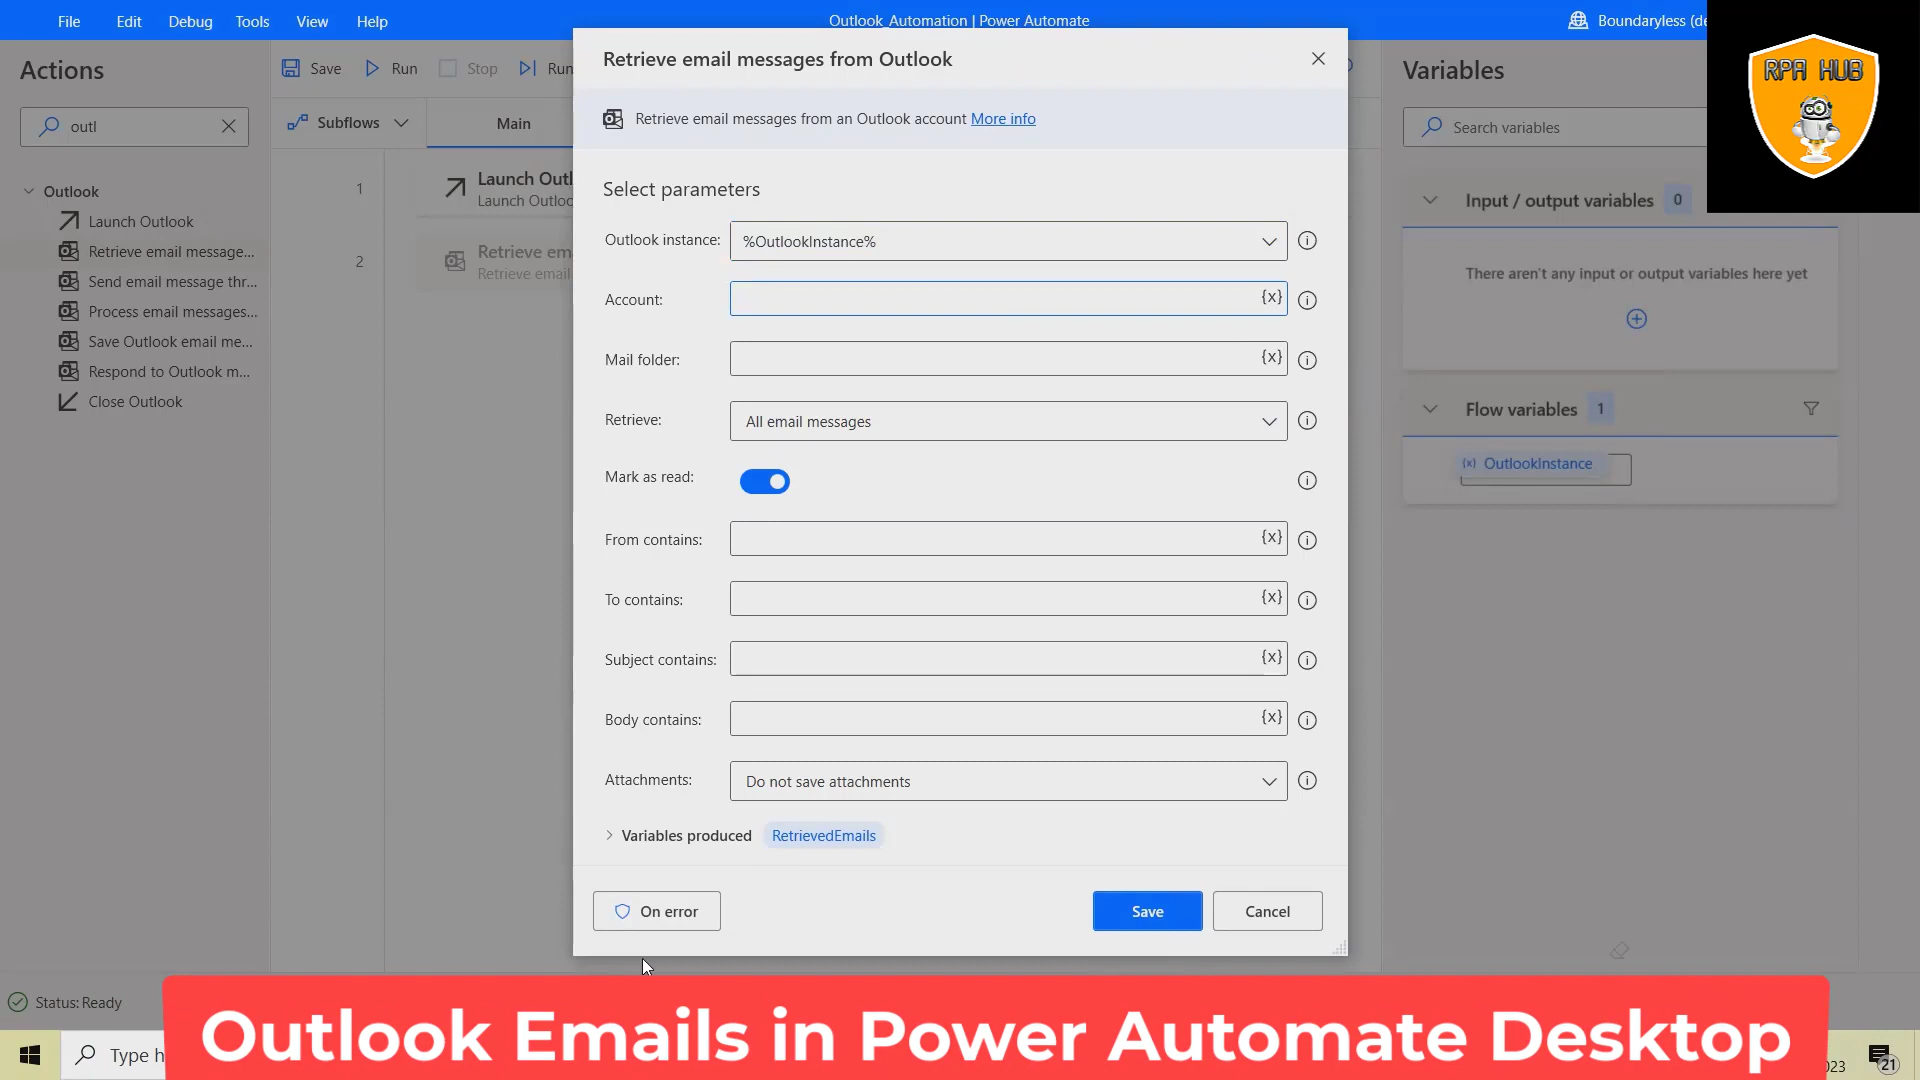 File Edit Debug Tools View Help
Outlook_Automation | Power Automate
Boundaryless (de
RPA HUB
Actions
outl
Outlook
Launch Outlook
Retrieve email message...
Send email message thr...
Process email messages...
Save Outlook email me...
Respond to Outlook m...
Close Outlook
Save Run Stop Run
Subflows Main
1 Launch Outl
Launch Outloo
2 Retrieve em
Retrieve email
Retrieve email messages from Outlook
Retrieve email messages from an Outlook account More info
Select parameters
Outlook instance: %OutlookInstance%
Account: {x}
Mail folder: {x}
Retrieve: All email messages
Mark as read:
From contains: {x}
To contains: {x}
Subject contains: {x}
Body contains: {x}
Attachments: Do not save attachments
Variables produced RetrievedEmails
On error Save Cancel
Variables
Search variables
Input / output variables 0
There aren't any input or output variables here yet
Flow variables 1
{x} OutlookInstance
Status: Ready
Type h
Outlook Emails in Power Automate Desktop
023
21